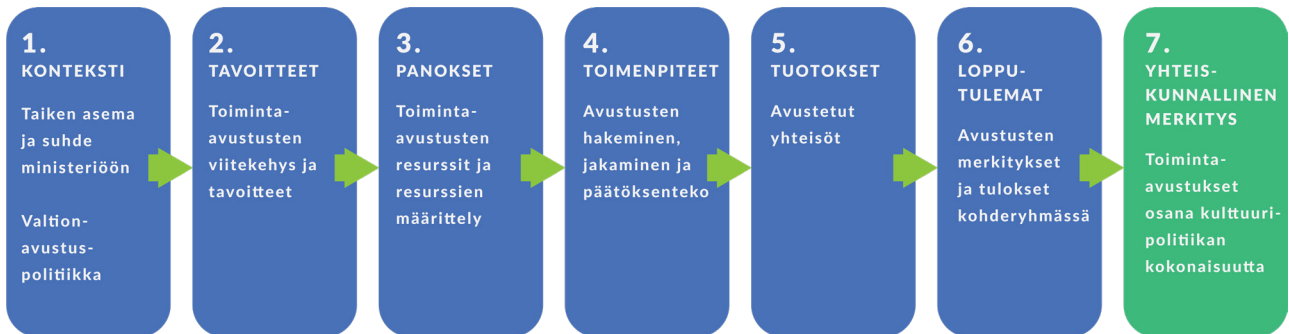 1.
KONTEKSTI
Taiken asema
ja suhde
ministeriöön
Valtion-
avustus-
politiikka
2.
TAVOITTEET
Toiminta-
avustusten
viitekehys ja
tavoitteet
3.
PANOKSET
Toiminta-
avustusten
resurssit ja
resurssien
määrittely
4.
TOIMENPITEET
Avustusten
hakeminen,
jakaminen ja
päätöksenteko
5.
TUOTOKSET
Avustetut
yhteisöt
6.
LOPPU-
TULEMAT
Avustusten
merkitykset
ja tulokset
kohderyhmässä
7.
YHTEIS-
KUNNALLINEN
MERKITYS
Toiminta-
avustukset
osana kulttuuri-
politiikan
kokonaisuutta